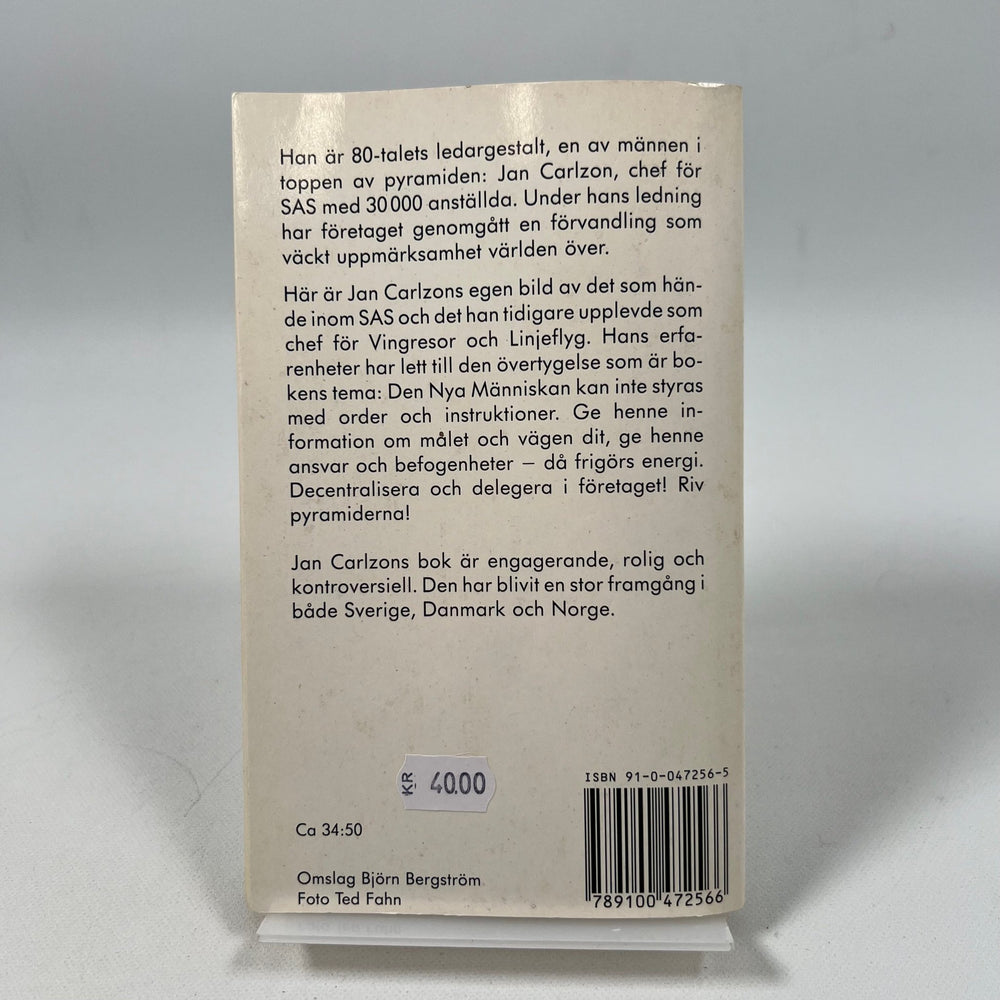 Han är 80-talets ledargestalt, en av männen i
toppen av pyramiden: Jan Carlzon, chef för
SAS med 30 000 anställda. Under hans ledning
har företaget genomgått en förvandling som
väckt uppmärksamhet världen över.
Här är Jan Carlzons egen bild av det som hän-
de inom SAS och det han tidigare upplevde som
chef för Vingresor och Linjeflyg. Hans erfa-
renheter har lett till den övertygelse som är bo-
kens tema: Den Nya Människan kan inte styras
med order och instruktioner. Ge henne in-
formation om målet och vägen dit, ge henne
ansvar och befogenheter – då frigörs energi.
Decentralisera och delegera i företaget! Riv
pyramiderna!
Jan Carlzons bok är engagerande, rolig och
kontroversiell. Den har blivit en stor framgång i
både Sverige, Danmark och Norge.
KR 40.00
ISBN 91-0-047256-5
Ca 34:50
Omslag Björn Bergström
Foto Ted Fahn
789100 472566